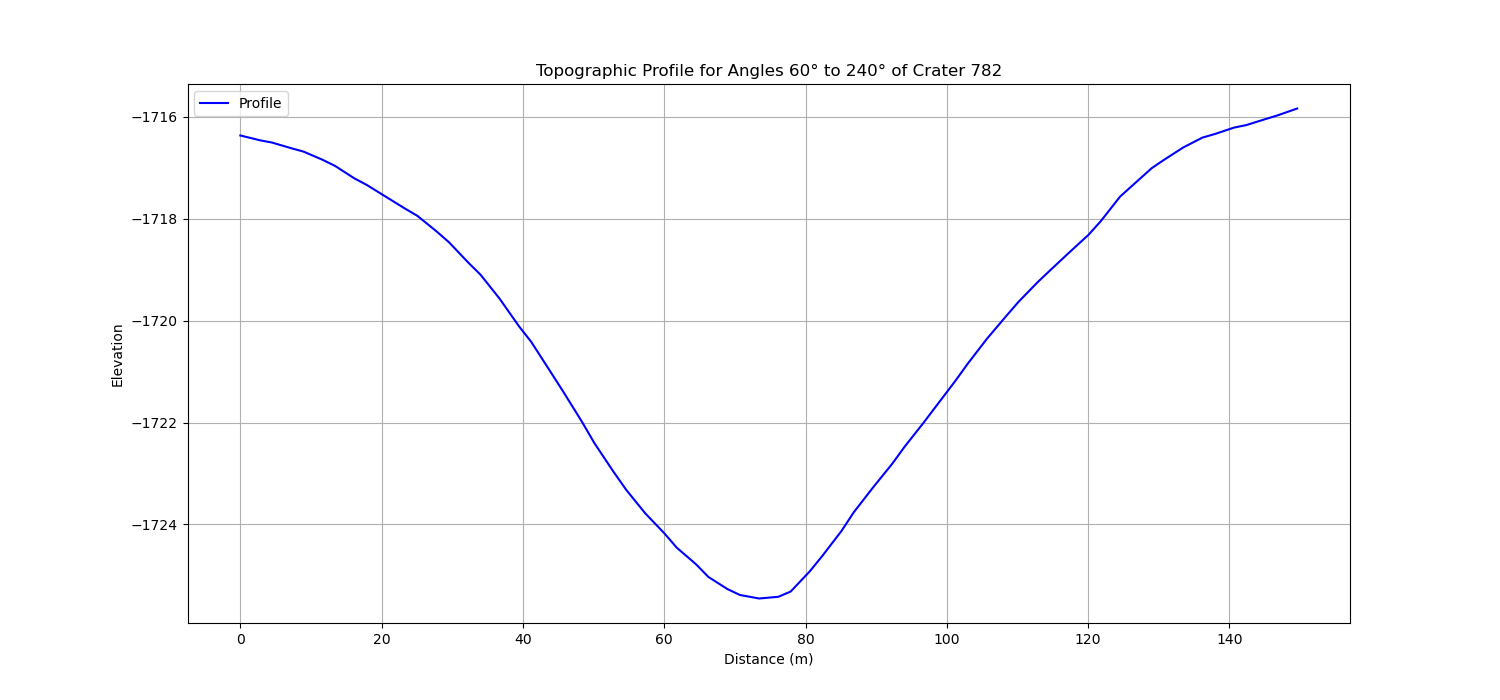 Topographic Profile for Angles 60° to 240° of Crater 782
Profile
−1716
−1718
−1720
−1722
−1724
Elevation
0 20 40 60 80 100 120 140
Distance (m)